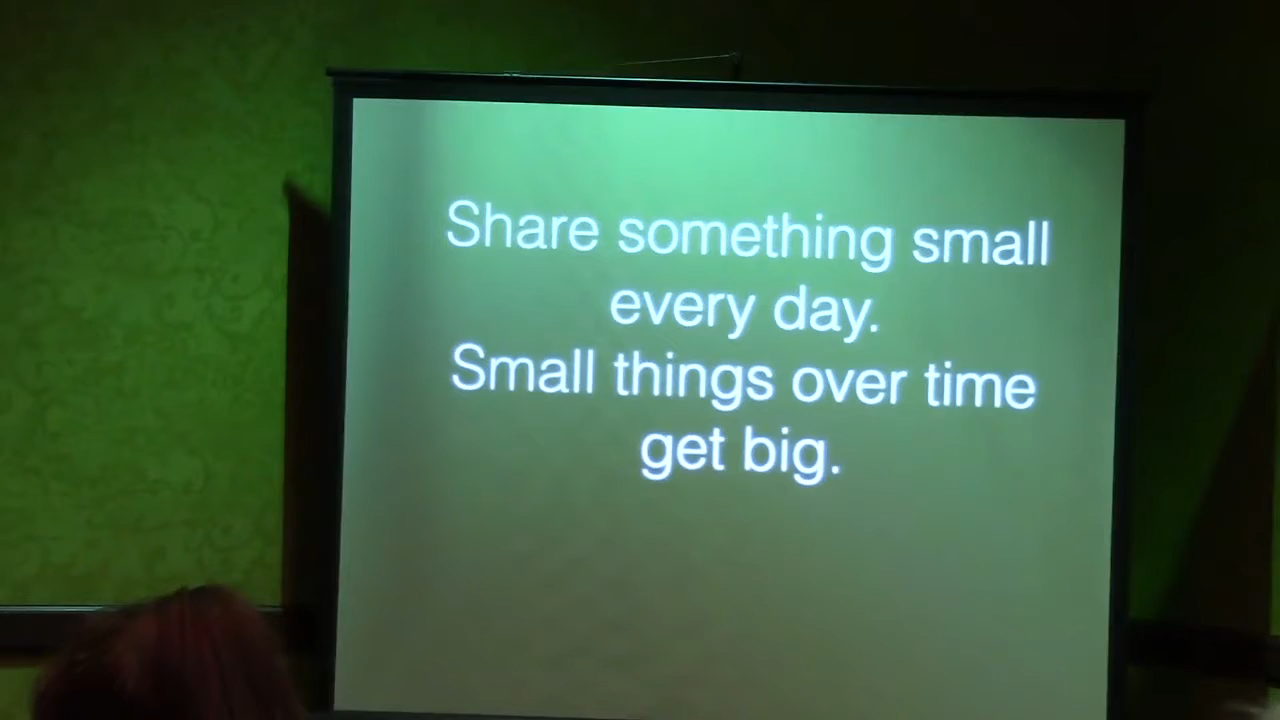 Share something small
every day.
Small things over time
get big.